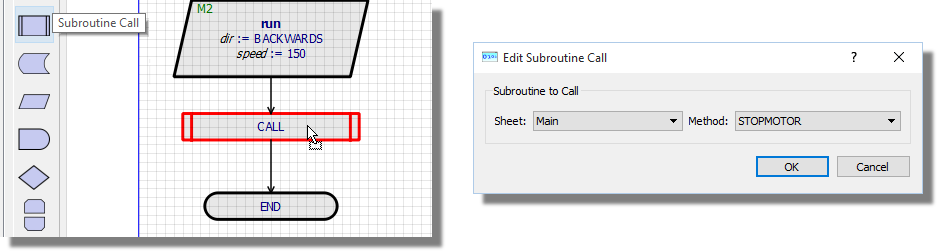 Subroutine Call
M2
run
dir := BACKWARDS
speed := 150
CALL
END
Edit Subroutine Call
?
Subroutine to Call
Sheet: Main Method: STOPMOTOR
OK Cancel